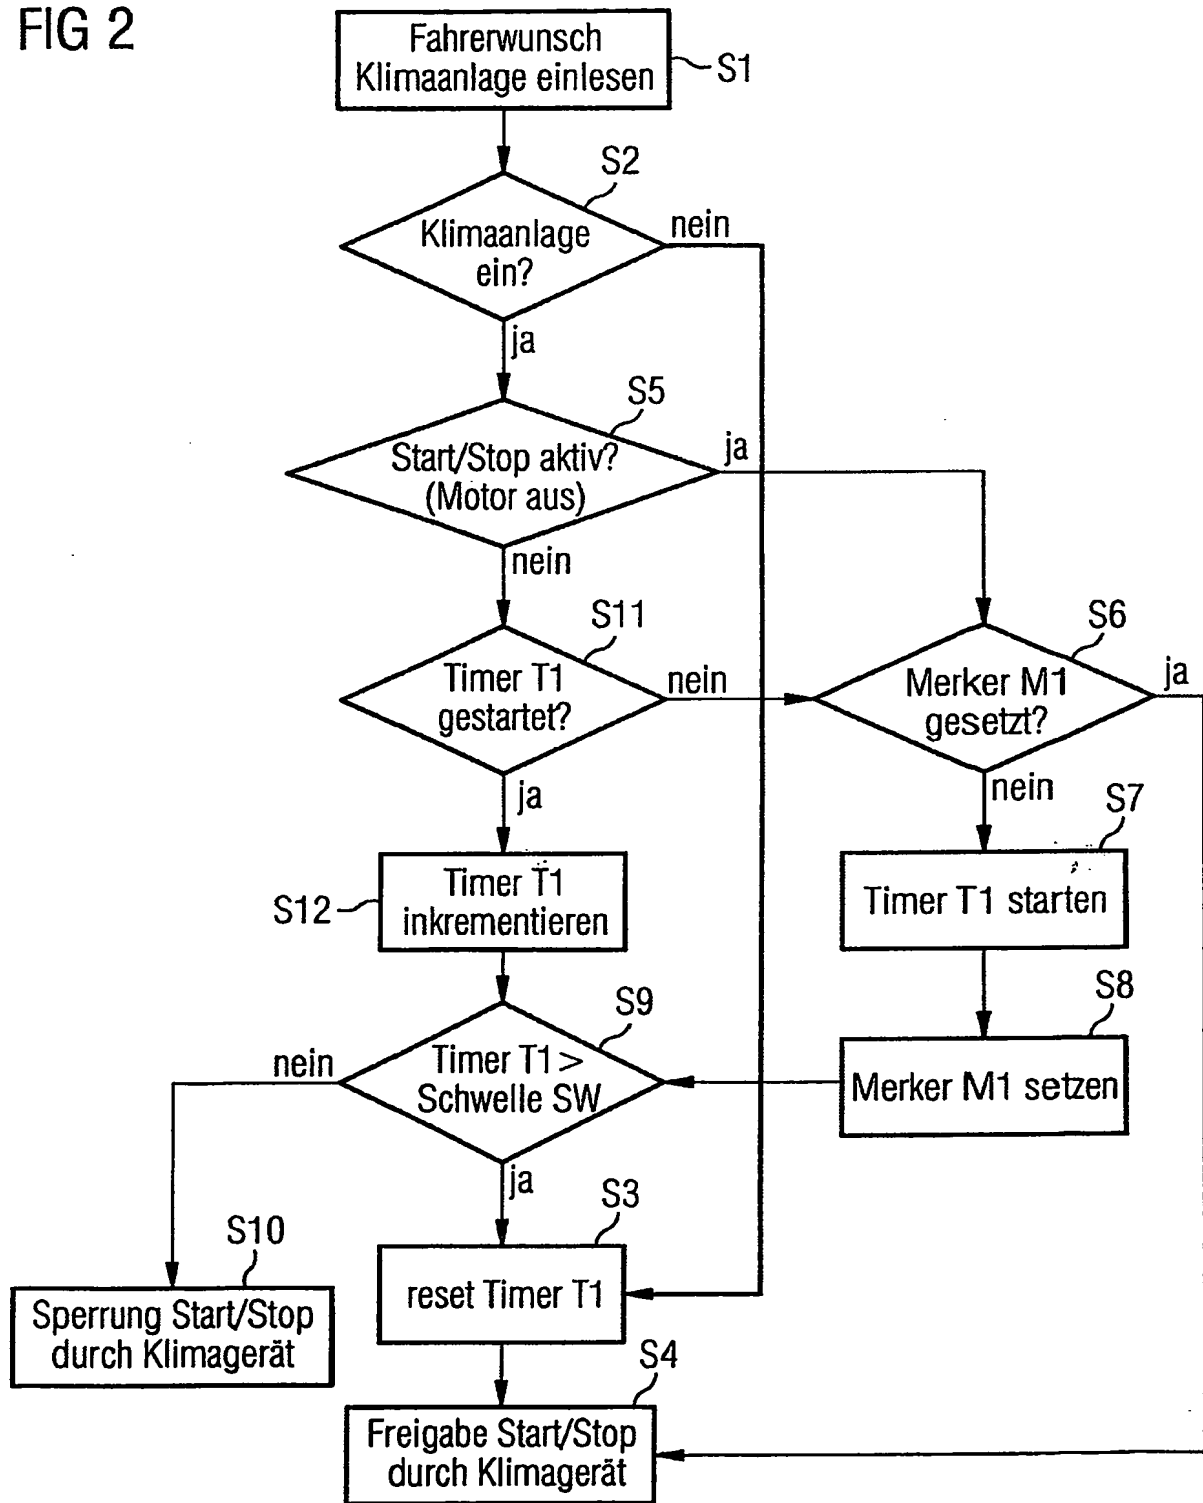 FIG 2
Fahrerwunsch
Klimaanlage einlesen
S1
S2
Klimaanlage
ein?
nein
ja
S5
Start/Stop aktiv?
(Motor aus)
ja
nein
S11
Timer T1
gestartet?
nein
S6
Merker M1
gesetzt?
ja
ja
nein
S12
Timer T1
inkrementieren
S7
Timer T1 starten
S9
Timer T1 >
Schwelle SW
nein
S8
Merker M1 setzen
ja
S10
Sperrung Start/Stop
durch Klimagerät
S3
reset Timer T1
S4
Freigabe Start/Stop
durch Klimagerät